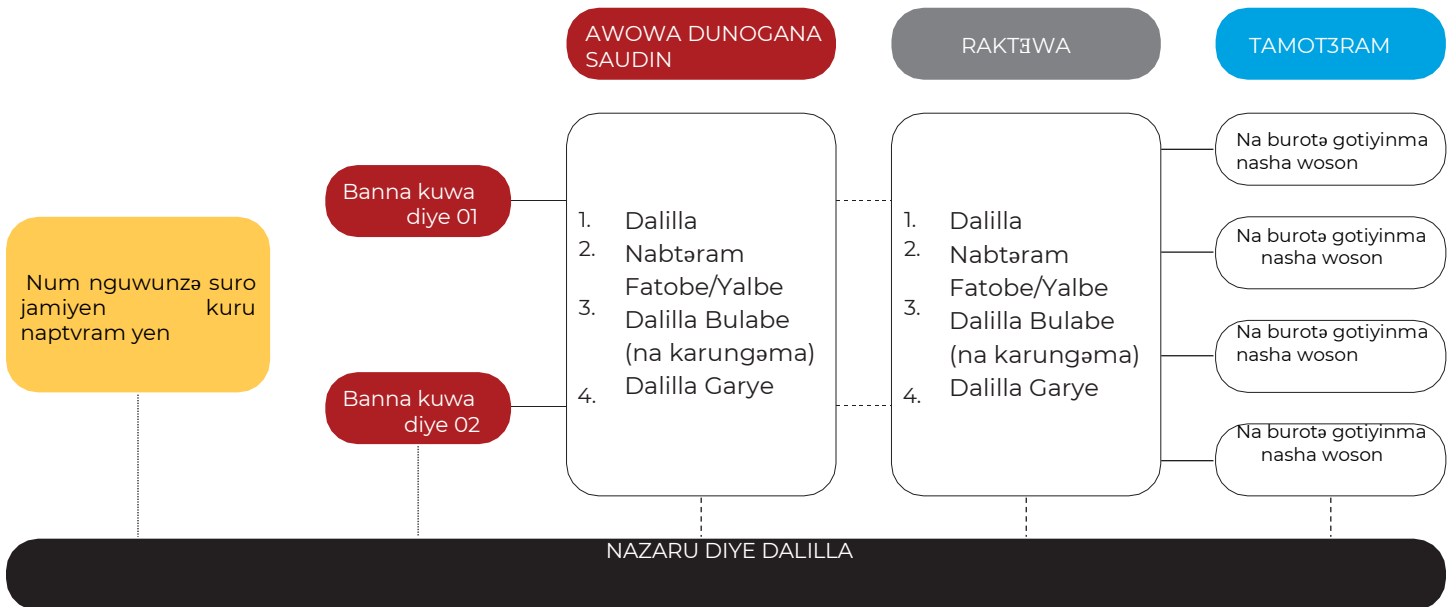 AWOWA DUNOGANA
SAUDIN
RAKTƎWA
TAMOT3RAM
Num nguwunzə suro
jamiyen kuru
naptvram yen
Banna kuwa
diye 01
Banna kuwa
diye 02
1. Dalilla
2. Nabtəram
Fatobe/Yalbe
3. Dalilla Bulabe
(na karungəma)
4. Dalilla Garye
1. Dalilla
2. Nabtəram
Fatobe/Yalbe
3. Dalilla Bulabe
(na karungəma)
4. Dalilla Garye
Na burotə gotiyinma
nasha woson
Na burotə gotiyinma
nasha woson
Na burotə gotiyinma
nasha woson
Na burotə gotiyinma
nasha woson
NAZARU DIYE DALILLA